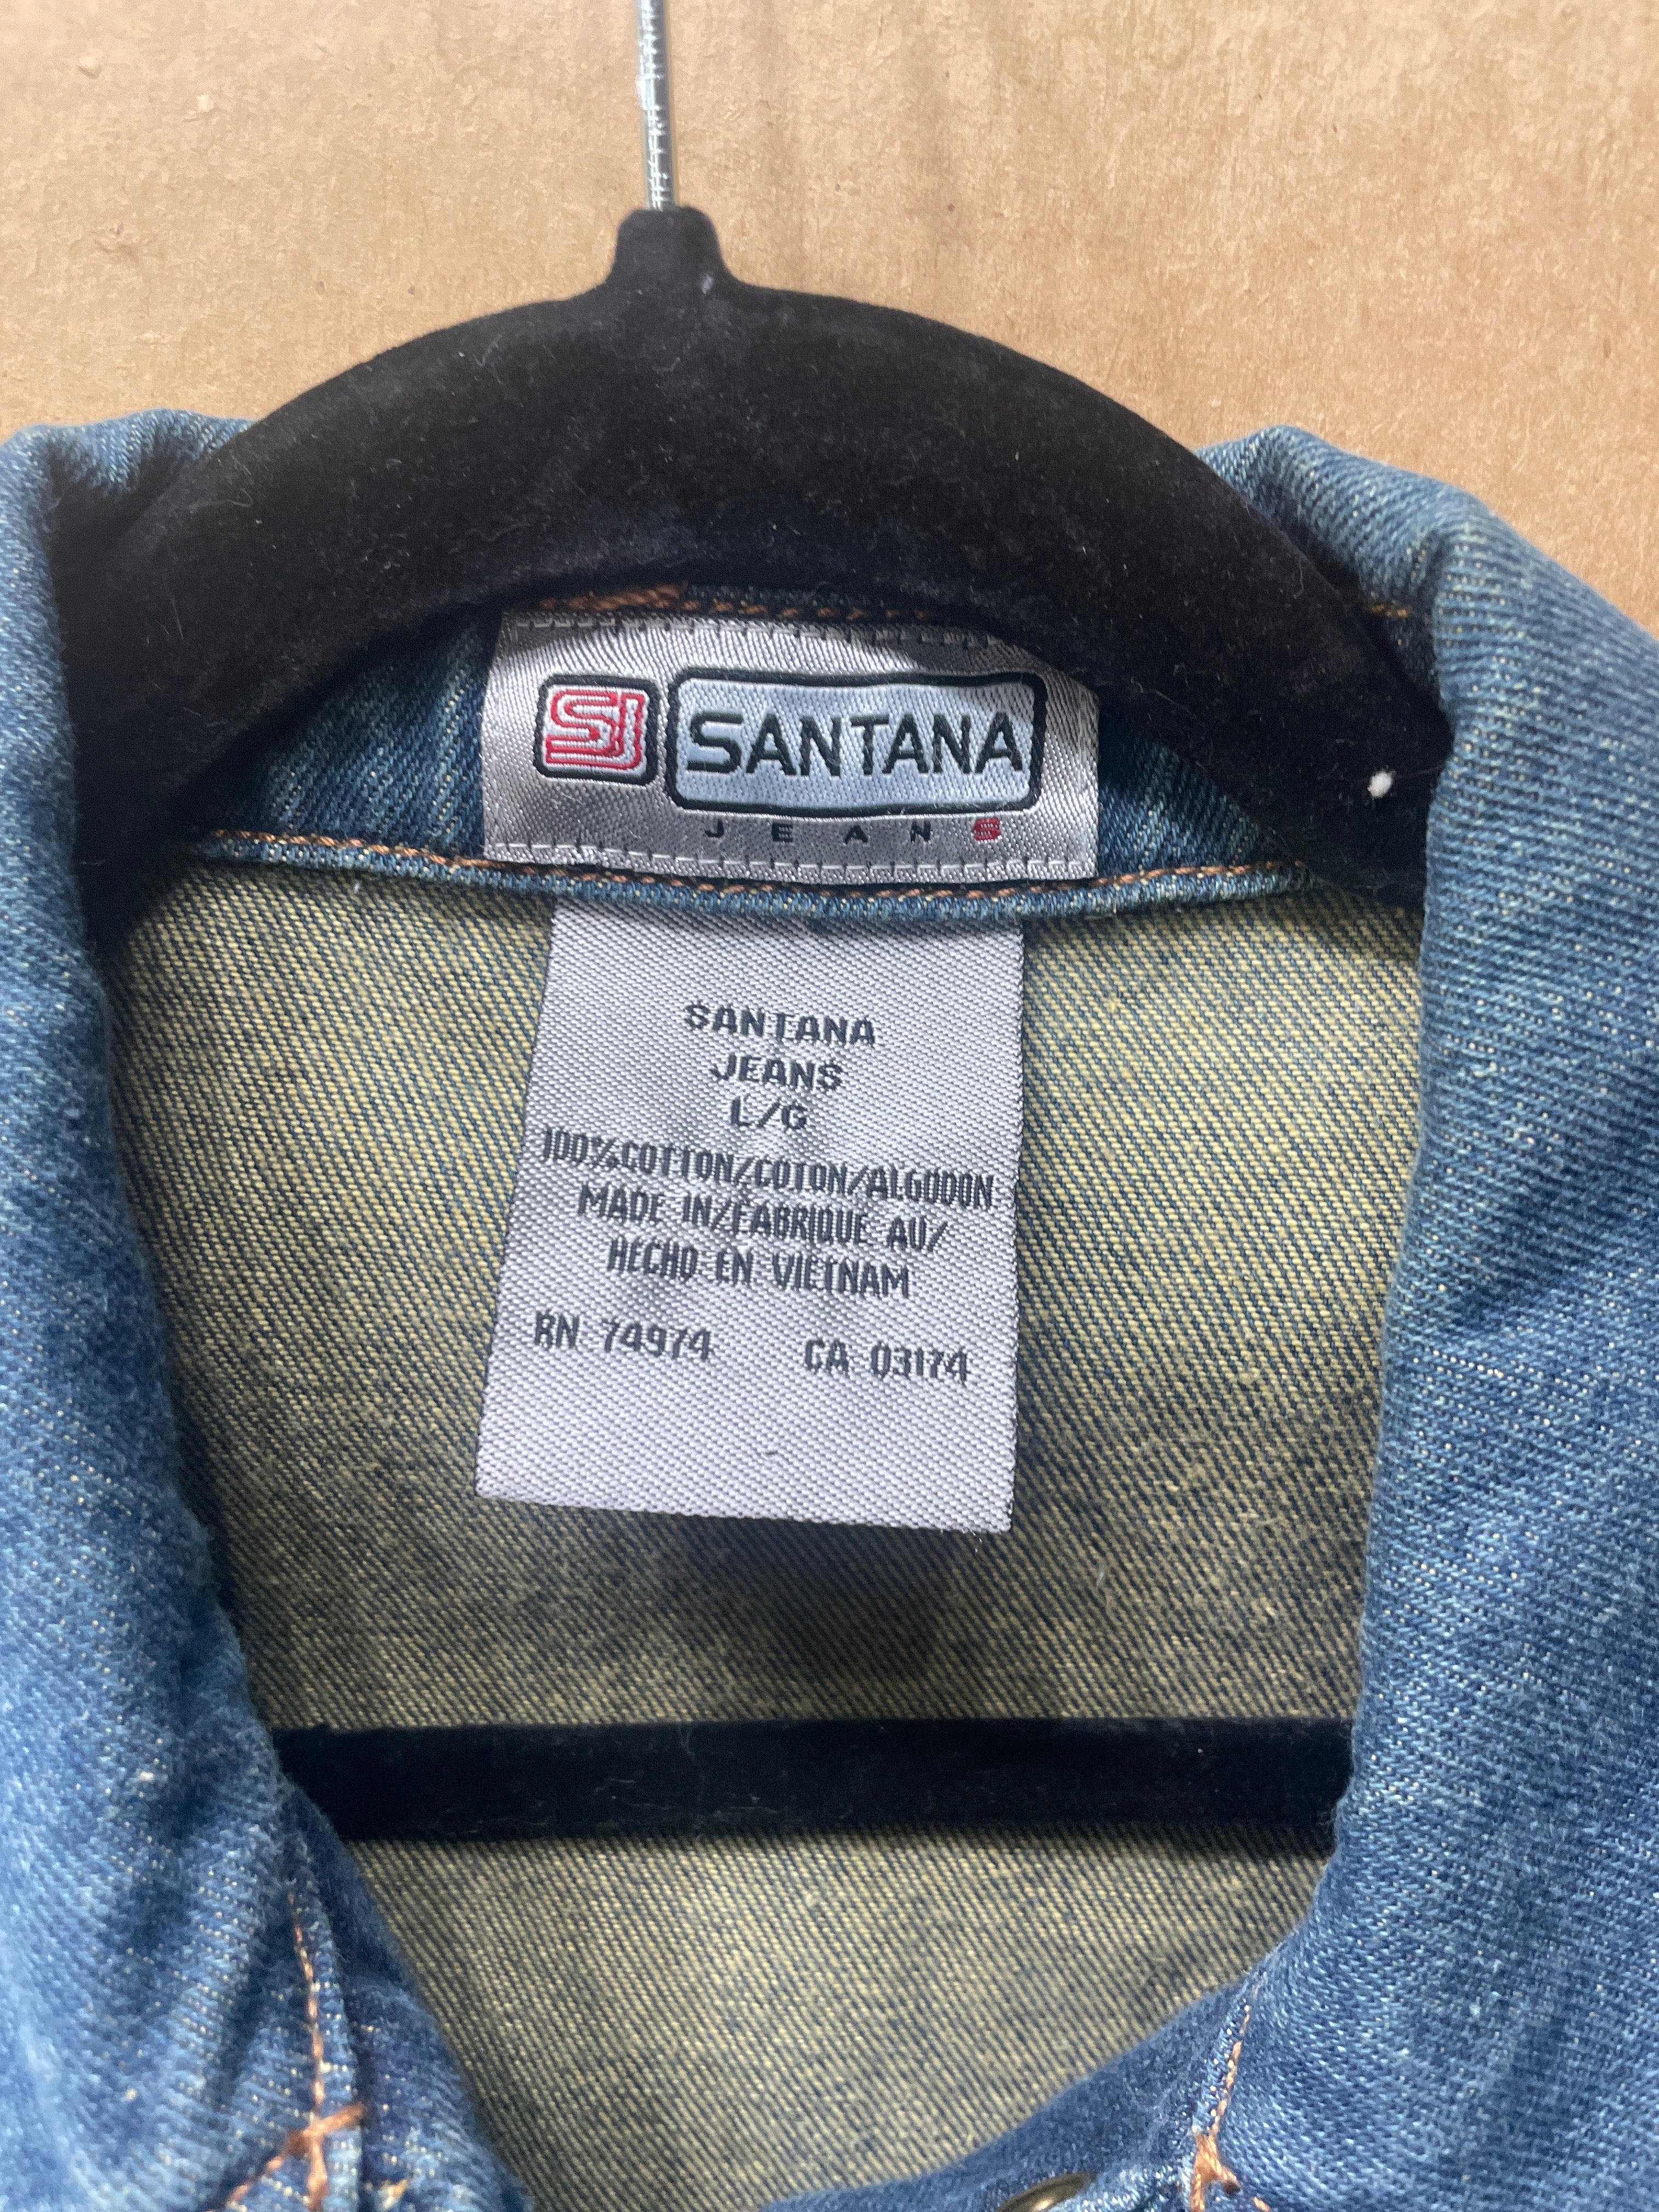 SJ SANTANA
JEANS
SANTANA
JEANS
L/G
100%COTTON/COTON/ALGODON
MADE IN/FABRIQUE AU/
HECHO EN VIETNAM
RN 74974 CA 03174